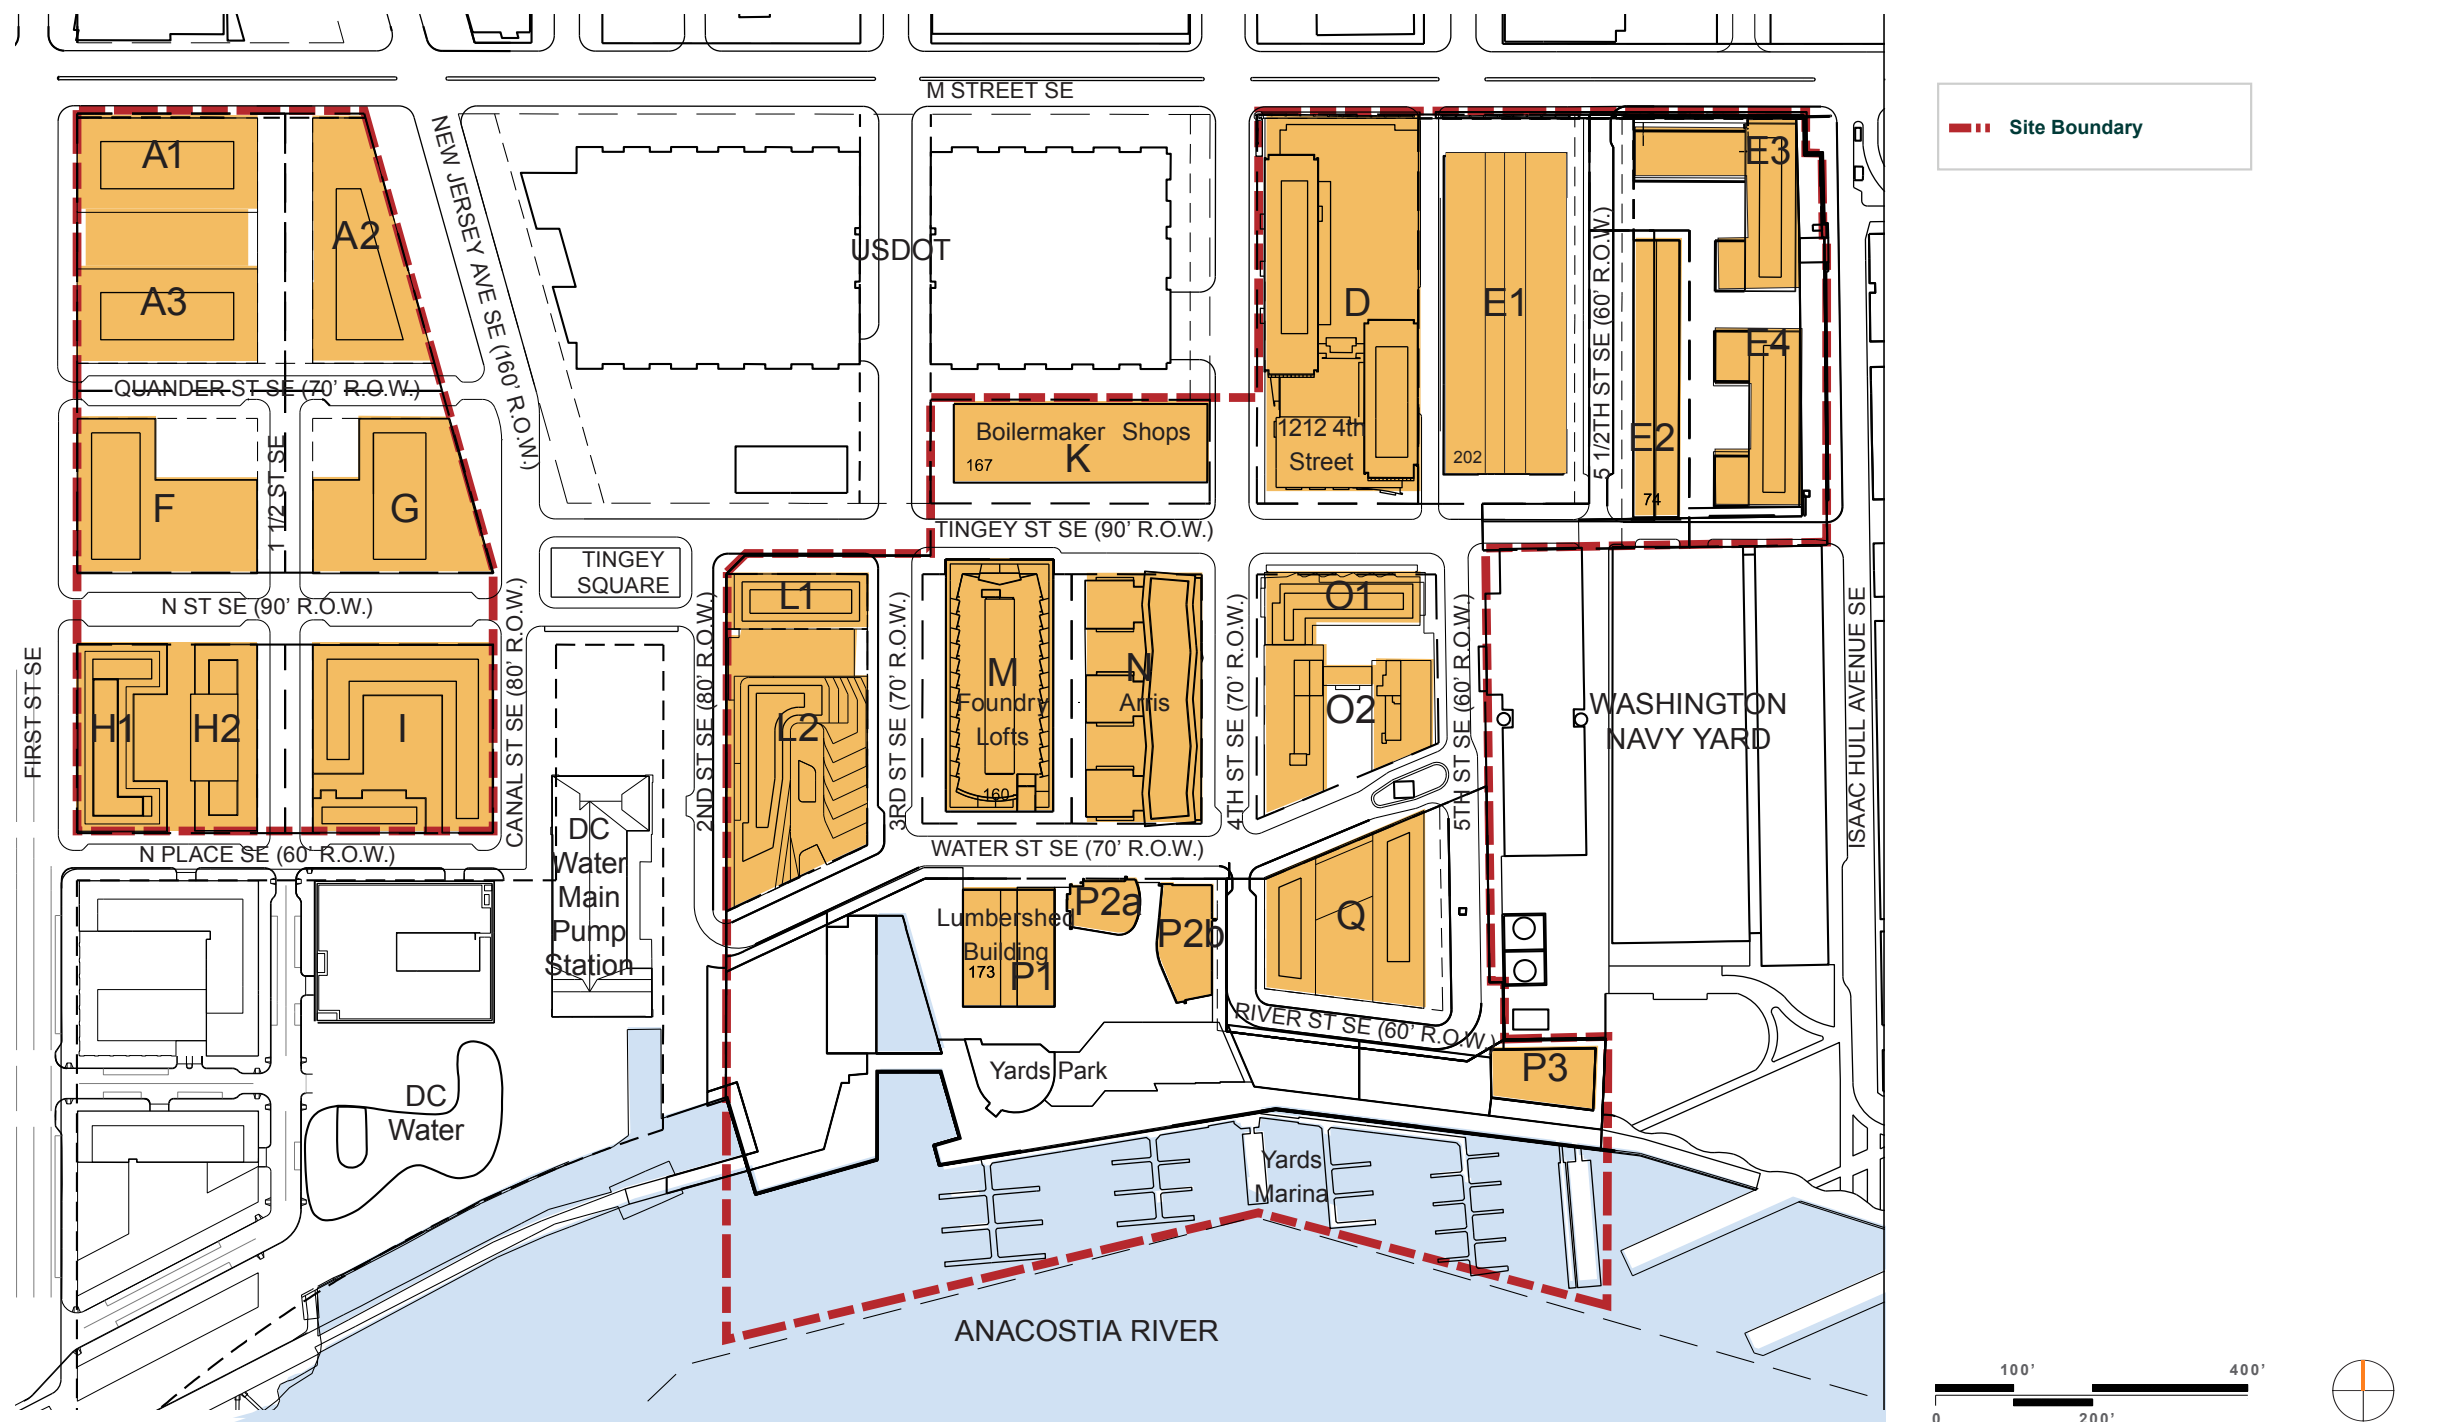 M STREET SE
Site Boundary
A1
A2
A3
NEW JERSEY AVE SE (160' R.O.W.)
USDOT
D
E1
E3
E4
E2
5 1/2TH ST SE (60' R.O.W.)
QUANDER ST SE (70' R.O.W.)
Boilermaker Shops
167
K
1212 4th
Street
202
74
F
G
1 1/2 ST SE
TINGEY ST SE (90' R.O.W.)
TINGEY
SQUARE
N ST SE (90' R.O.W.)
L1
O1
FIRST ST SE
H1
H2
I
CANAL ST SE (80' R.O.W.)
2ND ST SE (80' R.O.W.)
L2
3RD ST SE (70' R.O.W.)
M
Foundry
Lofts
160
N
Arris
4TH ST SE (70' R.O.W.)
O2
5TH ST SE (60' R.O.W.)
WASHINGTON
NAVY YARD
ISAAC HULL AVENUE SE
N PLACE SE (60' R.O.W.)
WATER ST SE (70' R.O.W.)
DC
Water
Main
Pump
Station
Lumbershed
Building
173
P1
P2a
P2b
Q
RIVER ST SE (60' R.O.W.)
Yards Park
P3
DC
Water
Yards
Marina
ANACOSTIA RIVER
100'
400'
0
200'